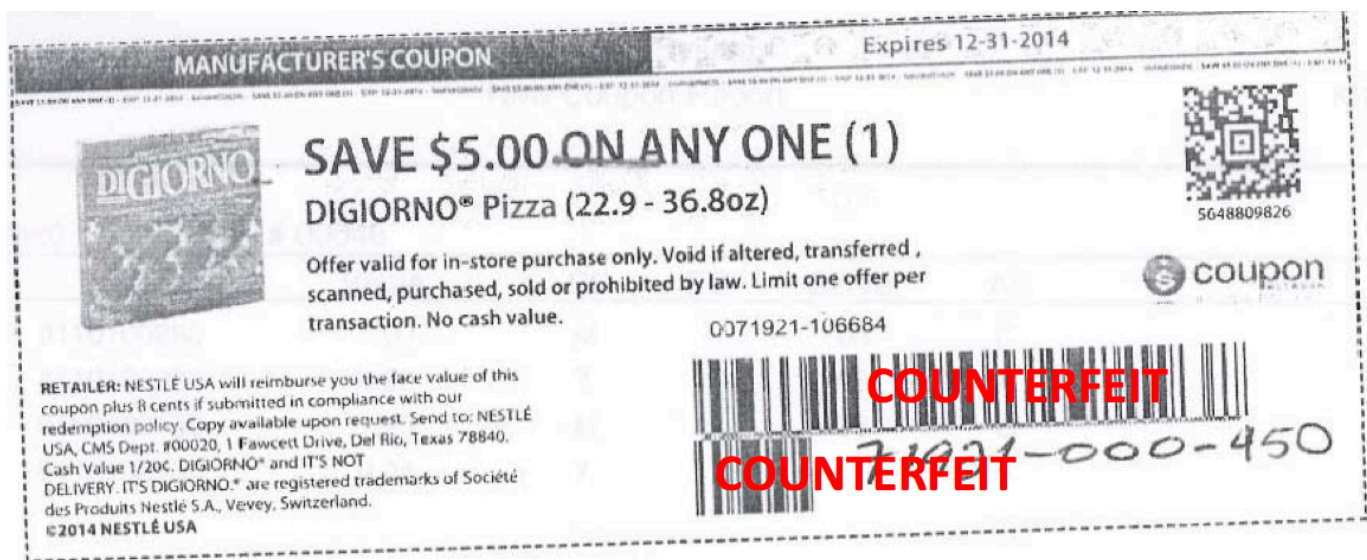 MANUFACTURER'S COUPON
Expires 12-31-2014
DIGIORNO
SAVE $5.00 ON ANY ONE (1)
DIGIORNO® Pizza (22.9 - 36.8oz)
5648809826
Offer valid for in-store purchase only. Void if altered, transferred ,
scanned, purchased, sold or prohibited by law. Limit one offer per
transaction. No cash value.
coupon
0071921-106684
RETAILER: NESTLÉ USA will reimburse you the face value of this
coupon plus 8 cents if submitted in compliance with our
redemption policy. Copy available upon request. Send to: NESTLÉ
USA, CMS Dept. #00020, 1 Fawcett Drive, Del Rio, Texas 78840.
Cash Value 1/20¢. DIGIORNO® and IT'S NOT
DELIVERY. IT'S DIGIORNO.® are registered trademarks of Société
des Produits Nestlé S.A., Vevey, Switzerland.
©2014 NESTLÉ USA
COUNTERFEIT
COUNTERFEIT
71921-000-450